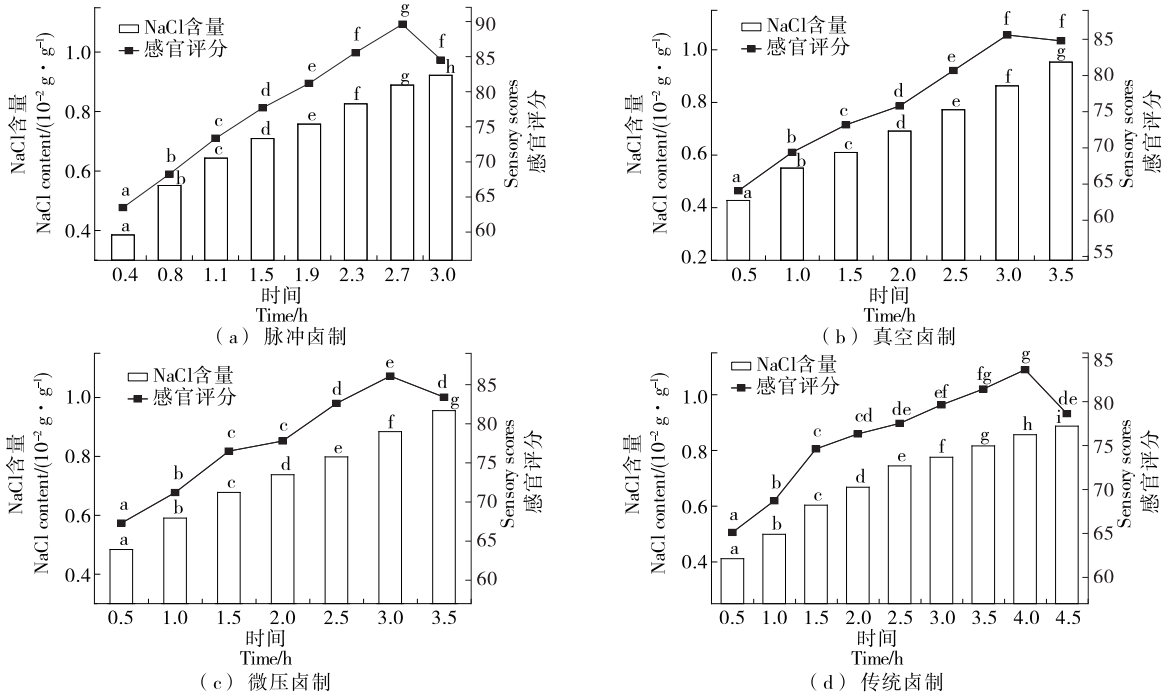 NaCl含量
感官评分
NaCl含量
NaCl content/(10⁻² g·g⁻¹)
1.0
0.8
0.6
0.4
90
85
80
75
70
65
60
Sensory scores
感官评分
a b c d e f g f
a b c d e f g h
0.4 0.8 1.1 1.5 1.9 2.3 2.7 3.0
时间
Time/h
(a) 脉冲卤制
NaCl含量
感官评分
NaCl含量
NaCl content/(10⁻² g·g⁻¹)
1.0
0.8
0.6
0.4
0.2
85
80
75
70
65
60
55
Sensory scores
感官评分
a b c d e f f
a b c d e f g
0.5 1.0 1.5 2.0 2.5 3.0 3.5
时间
Time/h
(b) 真空卤制
NaCl含量
感官评分
NaCl含量
NaCl content/(10⁻² g·g⁻¹)
1.0
0.8
0.6
0.4
85
80
75
70
65
60
Sensory scores
感官评分
a b c c d e d
a b c d e f g
0.5 1.0 1.5 2.0 2.5 3.0 3.5
时间
Time/h
(c) 微压卤制
NaCl含量
感官评分
NaCl含量
NaCl content/(10⁻² g·g⁻¹)
1.0
0.8
0.6
0.4
85
80
75
70
65
60
Sensory scores
感官评分
a b c cd de ef fg g de
a b c d e f g h i
0.5 1.0 1.5 2.0 2.5 3.0 3.5 4.0 4.5
时间
Time/h
(d) 传统卤制